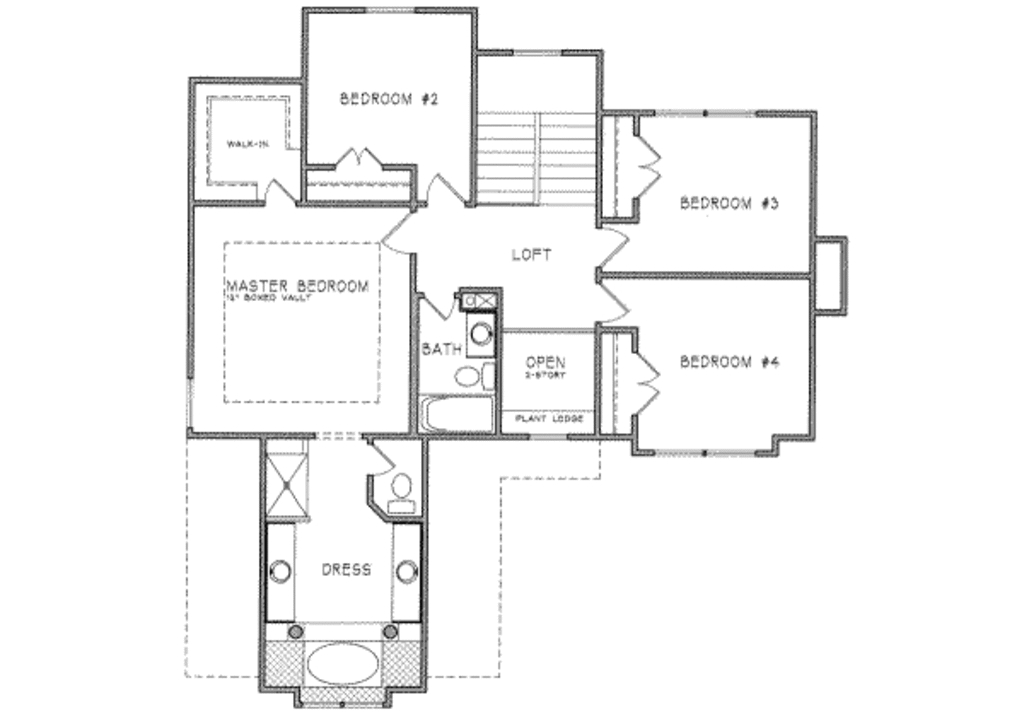 BEDROOM #2
WALK-IN
BEDROOM #3
LOFT
MASTER BEDROOM
12" BOXED VAULT
BATH
OPEN
2-STORY
BEDROOM #4
PLANT LEDGE
DRESS